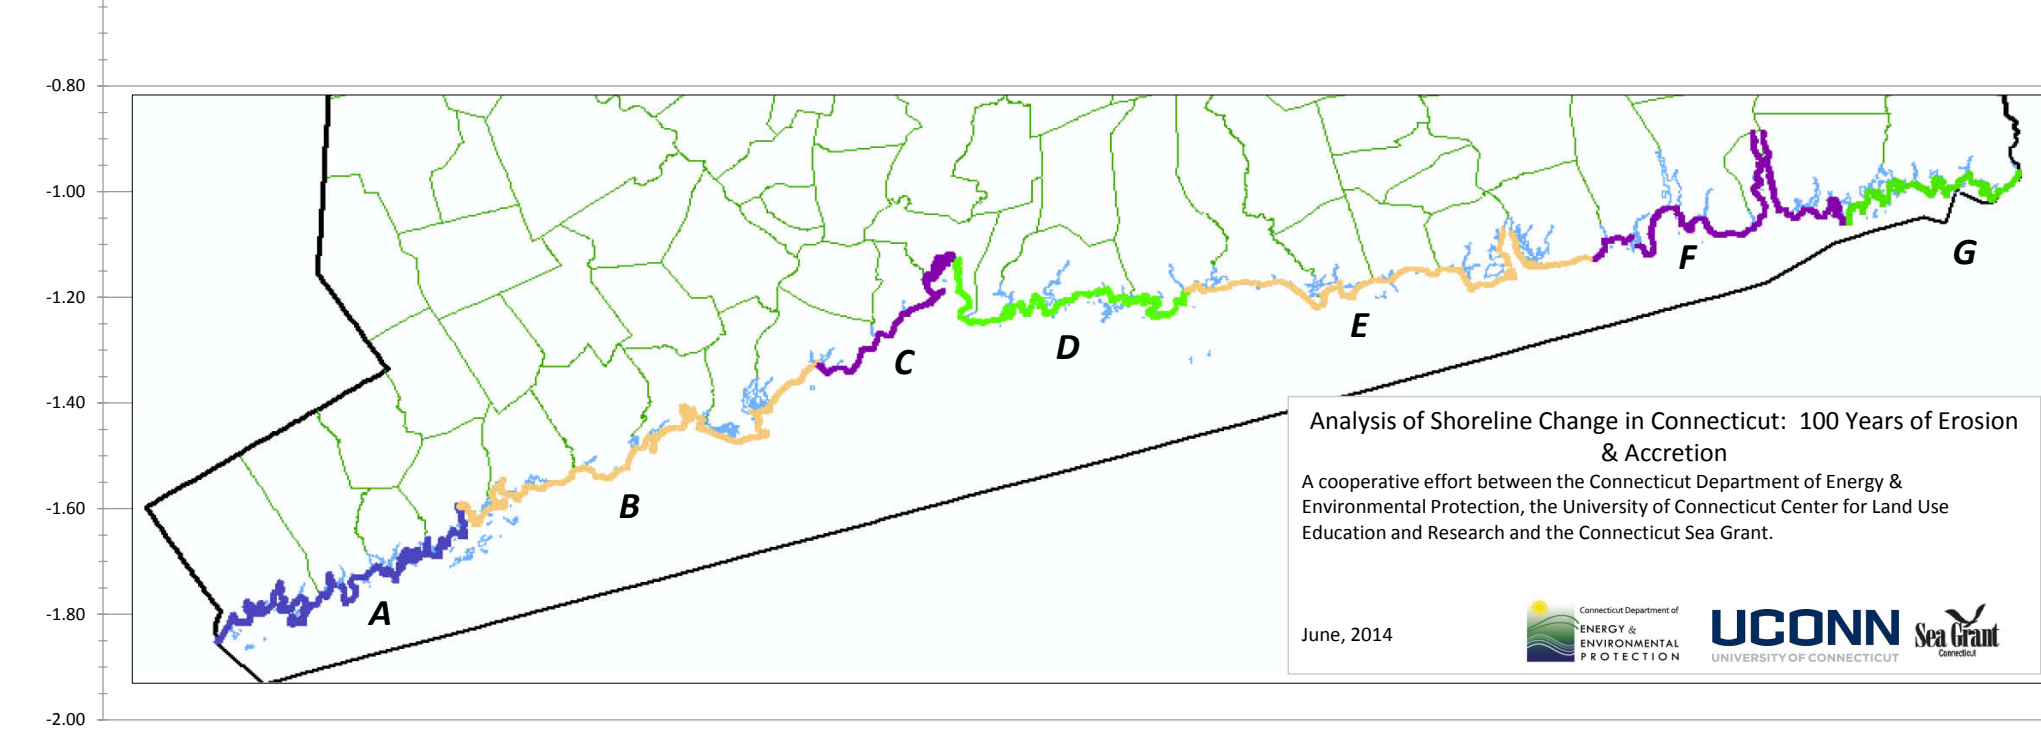 -0.80
-1.00
-1.20
-1.40
-1.60
-1.80
-2.00
A
B
C
D
E
F
G
Analysis of Shoreline Change in Connecticut: 100 Years of Erosion
& Accretion
A cooperative effort between the Connecticut Department of Energy &
Environmental Protection, the University of Connecticut Center for Land Use
Education and Research and the Connecticut Sea Grant.
June, 2014
Connecticut Department of
ENERGY &
ENVIRONMENTAL
PROTECTION
UCONN
UNIVERSITY OF CONNECTICUT
Sea Grant
Connecticut